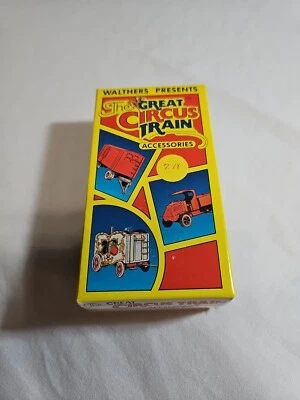 WALTHERS PRESENTS
The GREAT
CIRCUS
TRAIN
ACCESSORIES
GREAT
CIRCUS TRAIN